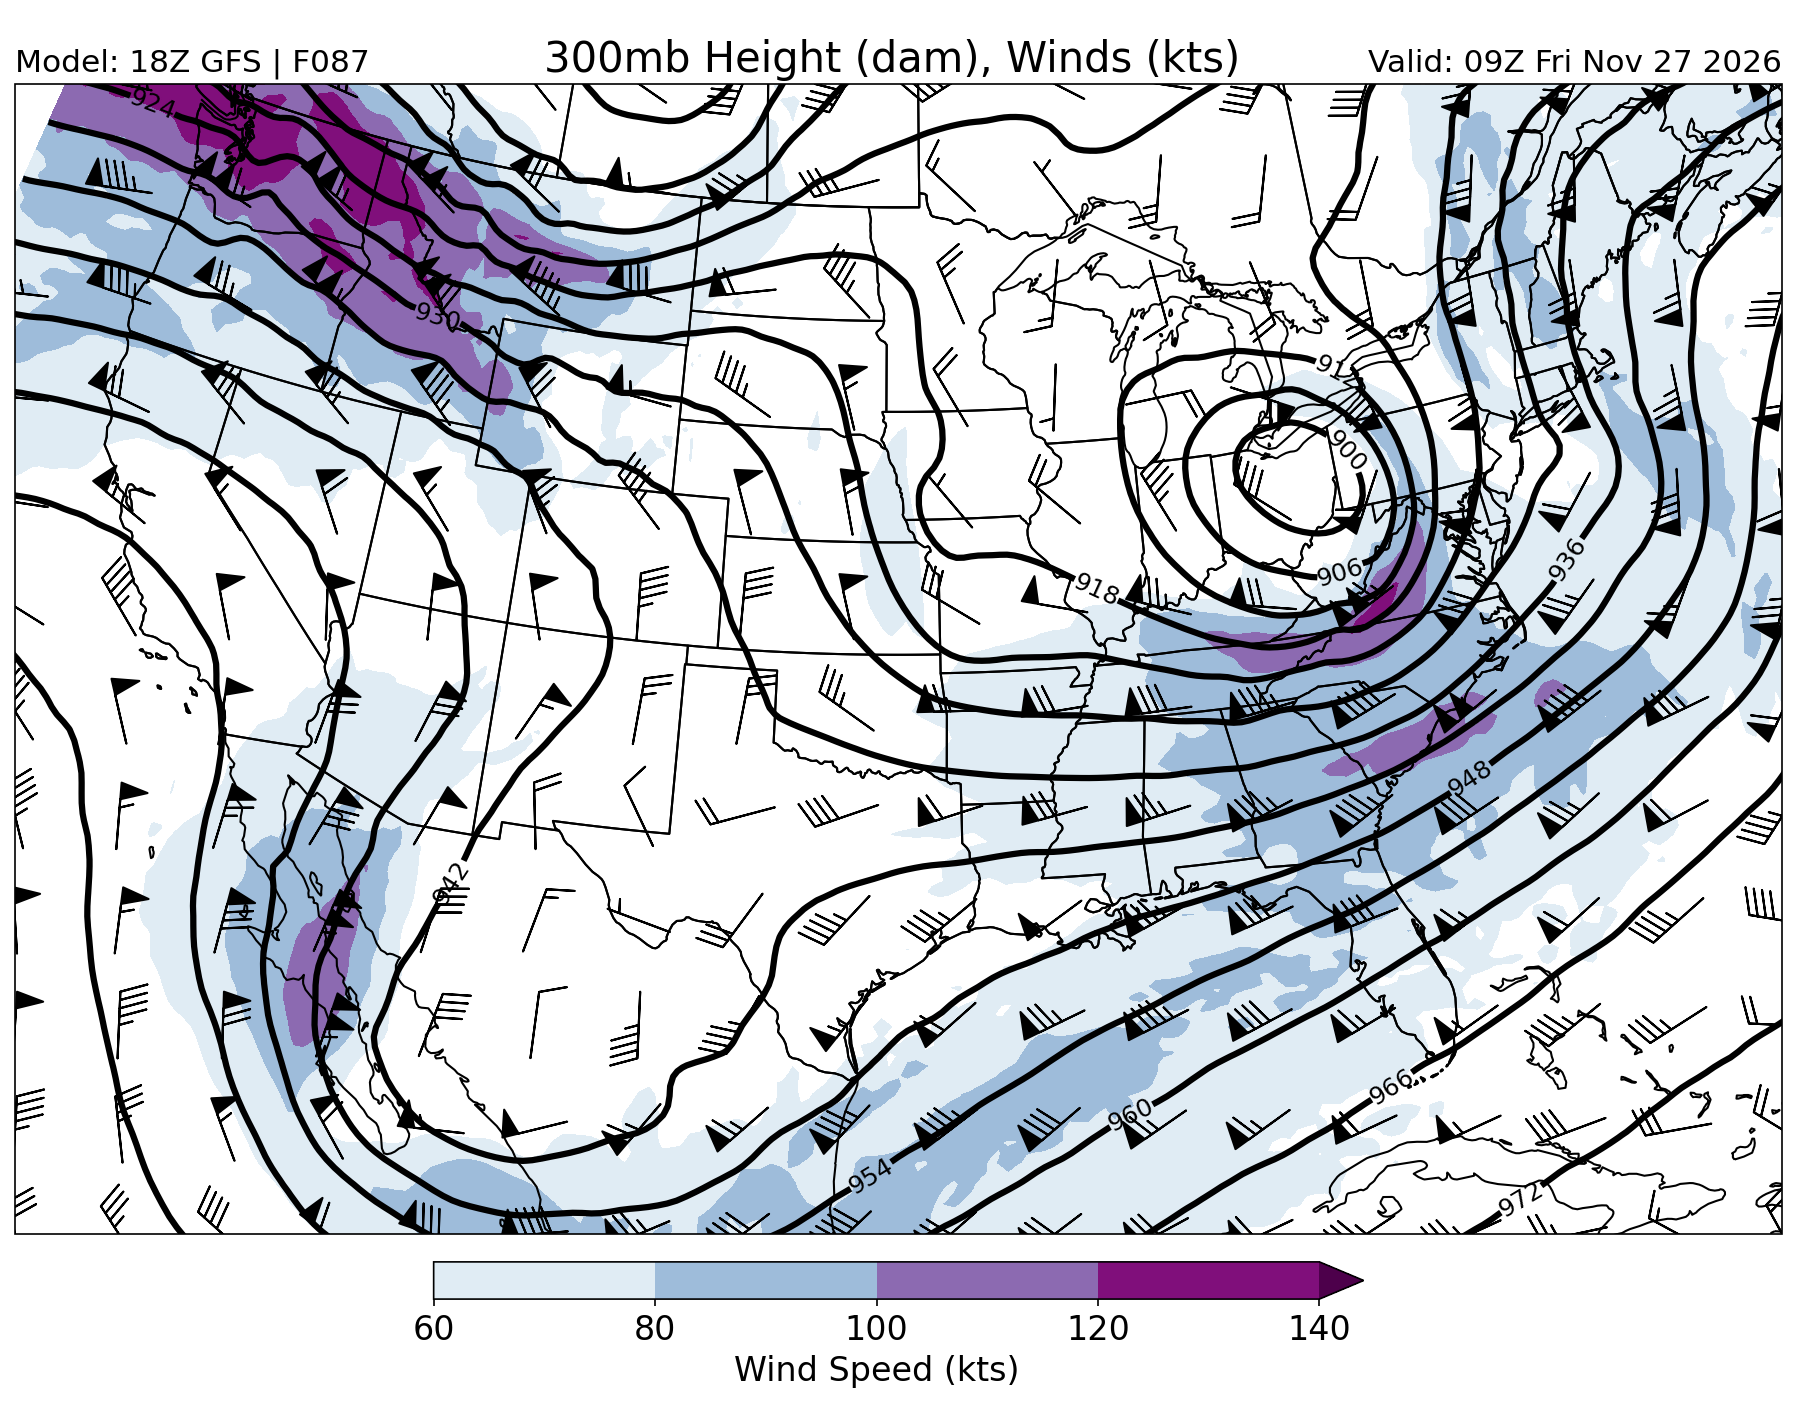 Model: 18Z GFS | F087
300mb Height (dam), Winds (kts)
Valid: 09Z Fri Nov 27 2026
924
930
912
900
906
918
936
948
942
954
960
966
972
60 80 100 120 140
Wind Speed (kts)